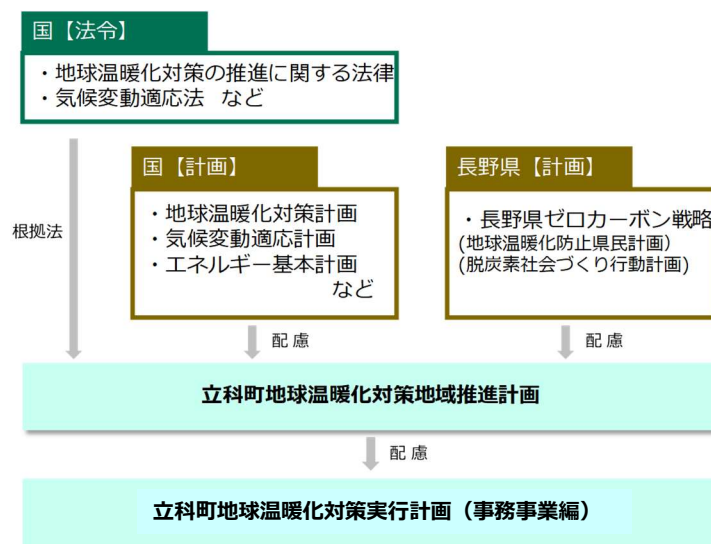 国【法令】
・地球温暖化対策の推進に関する法律
・気候変動適応法 など
国【計画】
・地球温暖化対策計画
・気候変動適応計画
・エネルギー基本計画
など
長野県【計画】
・長野県ゼロカーボン戦略
(地球温暖化防止県民計画)
(脱炭素社会づくり行動計画)
根拠法
配慮
配慮
立科町地球温暖化対策地域推進計画
配慮
立科町地球温暖化対策実行計画（事務事業編）